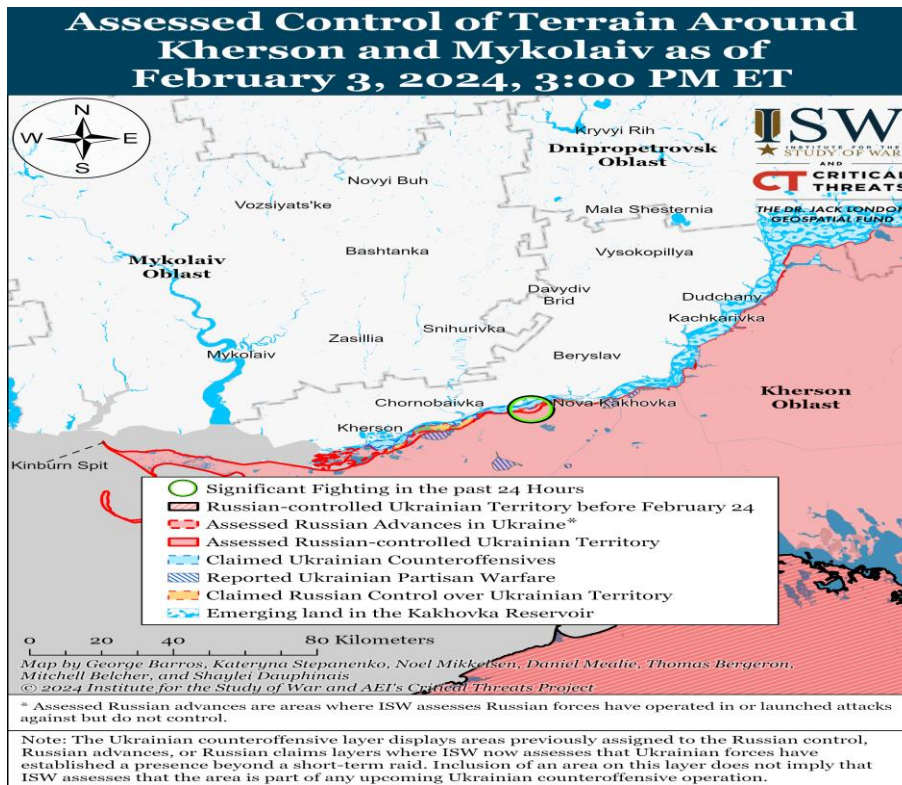 Assessed Control of Terrain Around
Kherson and Mykolaiv as of
February 3, 2024, 3:00 PM ET
N
W E
S
ISW
INSTITUTE FOR THE
STUDY OF WAR
AND
CT CRITICAL
THREATS
THE DR. JACK LONDON
GEOSPATIAL FUND
Kryvyi Rih
Dnipropetrovsk
Oblast
Novyi Buh
Vozsiyats'ke
Mala Shesternia
Bashtanka
Vysokopillya
Mykolaiv
Oblast
Davydiv
Brid
Dudchany
Kachkarivka
Snihurivka
Zasillia
Mykolaiv
Beryslav
Kherson
Oblast
Chornobaivka
Nova Kakhovka
Kherson
Kinburn Spit
Significant Fighting in the past 24 Hours
Russian-controlled Ukrainian Territory before February 24
Assessed Russian Advances in Ukraine*
Assessed Russian-controlled Ukrainian Territory
Claimed Ukrainian Counteroffensives
Reported Ukrainian Partisan Warfare
Claimed Russian Control over Ukrainian Territory
Emerging land in the Kakhovka Reservoir
0 20 40 80 Kilometers
Map by George Barros, Kateryna Stepanenko, Noel Mikkelsen, Daniel Mealie, Thomas Bergeron,
Mitchell Belcher, and Shaylei Dauphinais
© 2024 Institute for the Study of War and AEI's Critical Threats Project
* Assessed Russian advances are areas where ISW assesses Russian forces have operated in or launched attacks
against but do not control.
Note: The Ukrainian counteroffensive layer displays areas previously assigned to the Russian control,
Russian advances, or Russian claims layers where ISW now assesses that Ukrainian forces have
established a presence beyond a short-term raid. Inclusion of an area on this layer does not imply that
ISW assesses that the area is part of any upcoming Ukrainian counteroffensive operation.